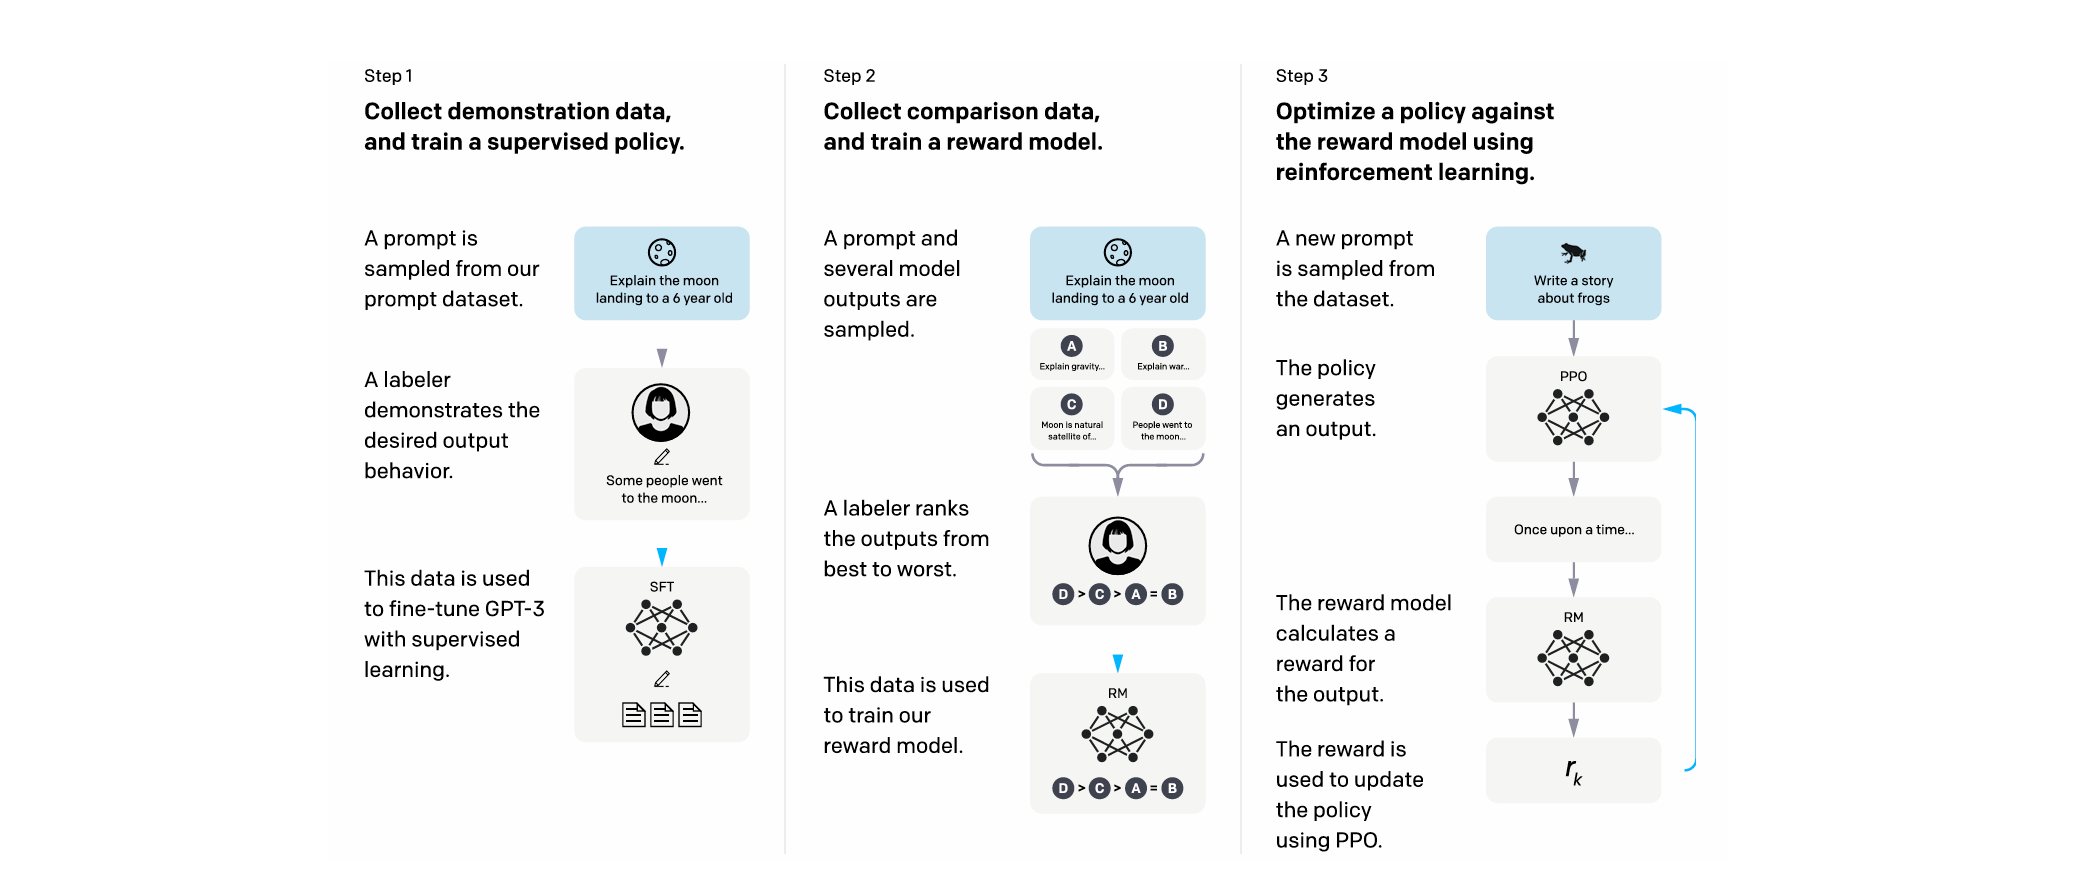 Step 1
Collect demonstration data,
and train a supervised policy.
A prompt is
sampled from our
prompt dataset.
Explain the moon
landing to a 6 year old
A labeler
demonstrates the
desired output
behavior.
Some people went
to the moon...
This data is used
to fine-tune GPT-3
with supervised
learning.
SFT
Step 2
Collect comparison data,
and train a reward model.
A prompt and
several model
outputs are
sampled.
Explain the moon
landing to a 6 year old
A
Explain gravity...
B
Explain war...
C
Moon is natural
satellite of...
D
People went to
the moon...
A labeler ranks
the outputs from
best to worst.
D > C > A = B
This data is used
to train our
reward model.
RM
D > C > A = B
Step 3
Optimize a policy against
the reward model using
reinforcement learning.
A new prompt
is sampled from
the dataset.
Write a story
about frogs
The policy
generates
an output.
PPO
Once upon a time...
The reward model
calculates a
reward for
the output.
RM
The reward is
used to update
the policy
using PPO.
rk